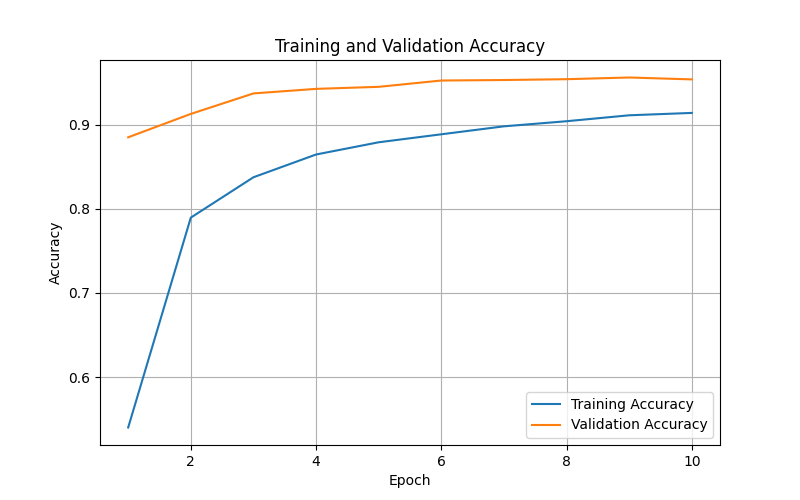 Training and Validation Accuracy
Accuracy
0.9
0.8
0.7
0.6
Training Accuracy
Validation Accuracy
2 4 6 8 10
Epoch